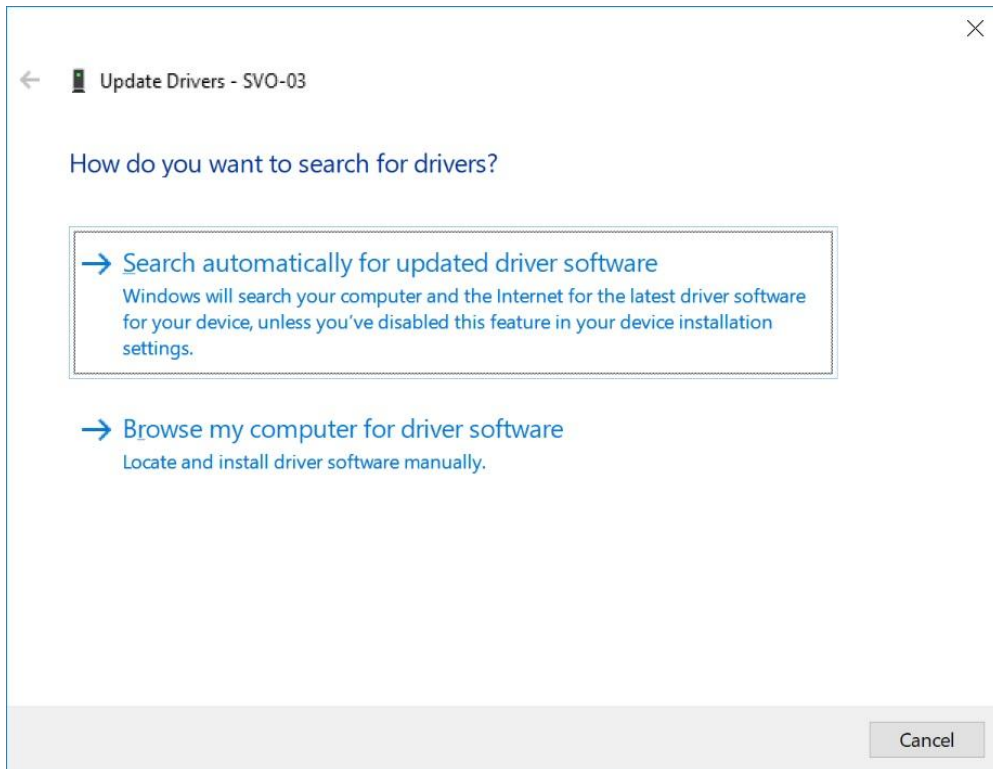 Update Drivers - SVO-03
How do you want to search for drivers?
Search automatically for updated driver software
Windows will search your computer and the Internet for the latest driver software
for your device, unless you've disabled this feature in your device installation
settings.
Browse my computer for driver software
Locate and install driver software manually.
Cancel